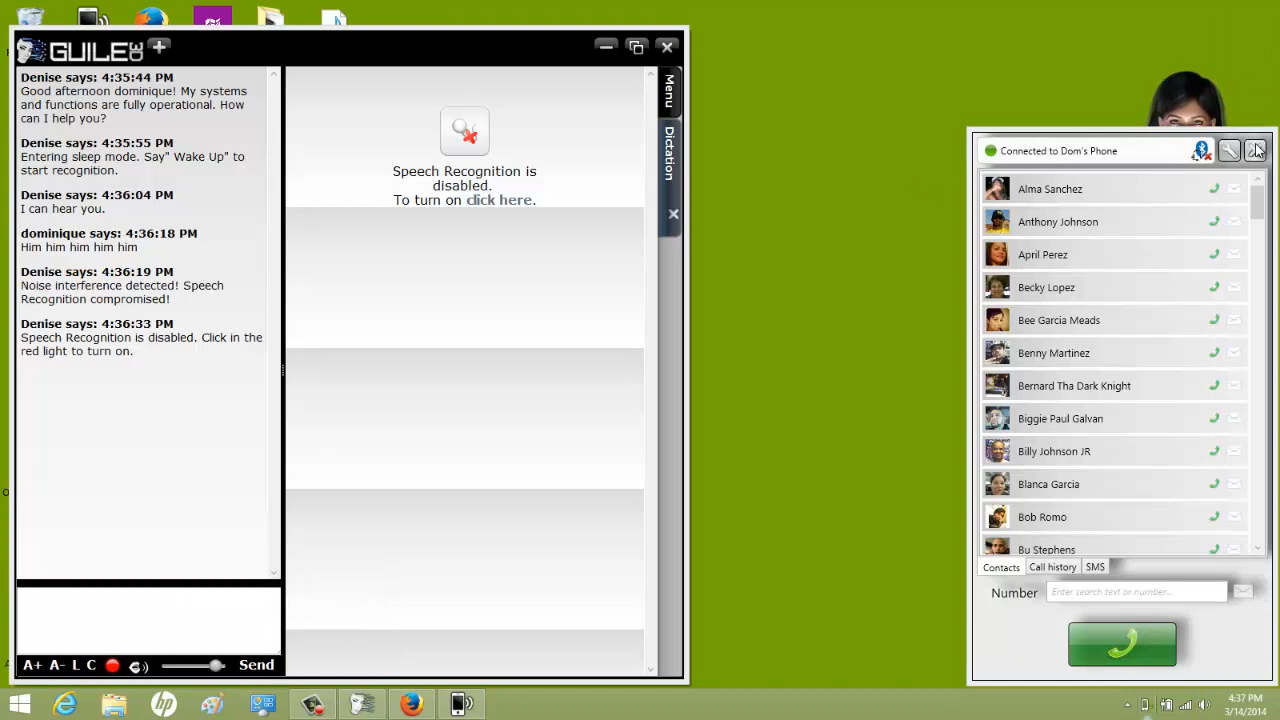 GUILE 3D
Denise says: 4:35:44 PM
Good afternoon dominique! My systems
and functions are fully operational. How
can I help you?
Denise says: 4:35:55 PM
Entering sleep mode. Say" Wake Up" to
start recognition.
Denise says: 4:36:04 PM
I can hear you.
dominique says: 4:36:18 PM
Him him him him him
Denise says: 4:36:19 PM
Noise interference detected! Speech
Recognition compromised!
Denise says: 4:36:33 PM
Speech Recognition is disabled. Click in the
red light to turn on.
A+ A- L C Send
Speech Recognition is
disabled.
To turn on click here.
Menu
Dictation
Connected to Dom's Phone
Alma Sanchez
Anthony Johnson
April Perez
Becky Lopez
Bee Garcia Meads
Benny Martinez
Bernard Tha Dark Knight
Biggie Paul Galvan
Billy Johnson JR
Blanca Garcia
Bob Romo
Bu Stephens
Contacts Call history SMS
Number Enter search text or number...
hp
4:37 PM
3/14/2014